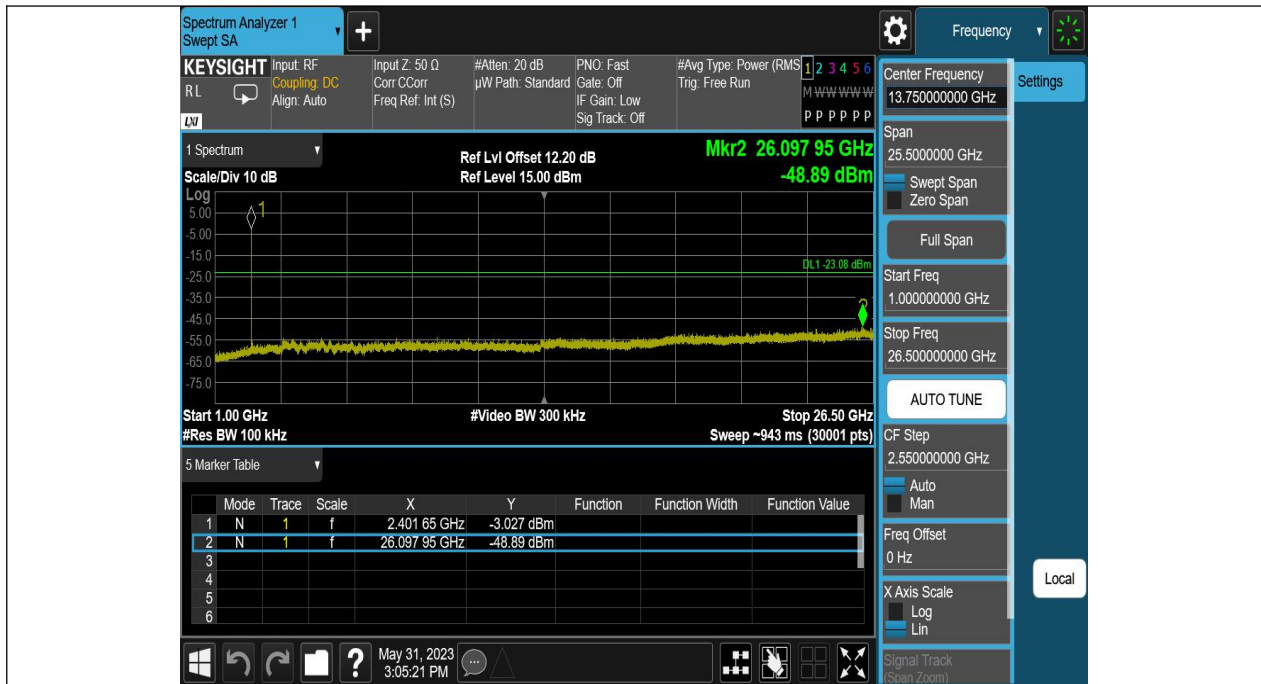 Spectrum Analyzer 1
Swept SA
Frequency
KEYSIGHT
R L
LXI
Input: RF
Coupling: DC
Align: Auto
Input Z: 50 Ω
Corr CCorr
Freq Ref: Int (S)
#Atten: 20 dB
µW Path: Standard
PNO: Fast
Gate: Off
IF Gain: Low
Sig Track: Off
#Avg Type: Power (RMS
Trig: Free Run
1 2 3 4 5 6
M W W W W W
P P P P P P
1 Spectrum
Scale/Div 10 dB
Ref Lvl Offset 12.20 dB
Ref Level 15.00 dBm
Mkr2 26.097 95 GHz
-48.89 dBm
Log
5.00
-5.00
-15.0
-25.0
-35.0
-45.0
-55.0
-65.0
-75.0
1
DL1 -23.08 dBm
Start 1.00 GHz
#Video BW 300 kHz
Stop 26.50 GHz
#Res BW 100 kHz
Sweep ~943 ms (30001 pts)
5 Marker Table
Mode Trace Scale X Y Function Function Width Function Value
1 N 1 f 2.401 65 GHz -3.027 dBm
2 N 1 f 26.097 95 GHz -48.89 dBm
3
4
5
6
May 31, 2023
3:05:21 PM
Center Frequency
13.750000000 GHz
Settings
Span
25.5000000 GHz
Swept Span
Zero Span
Full Span
Start Freq
1.000000000 GHz
Stop Freq
26.500000000 GHz
AUTO TUNE
CF Step
2.550000000 GHz
Auto
Man
Freq Offset
0 Hz
Local
X Axis Scale
Log
Lin
Signal Track
(Span Zoom)